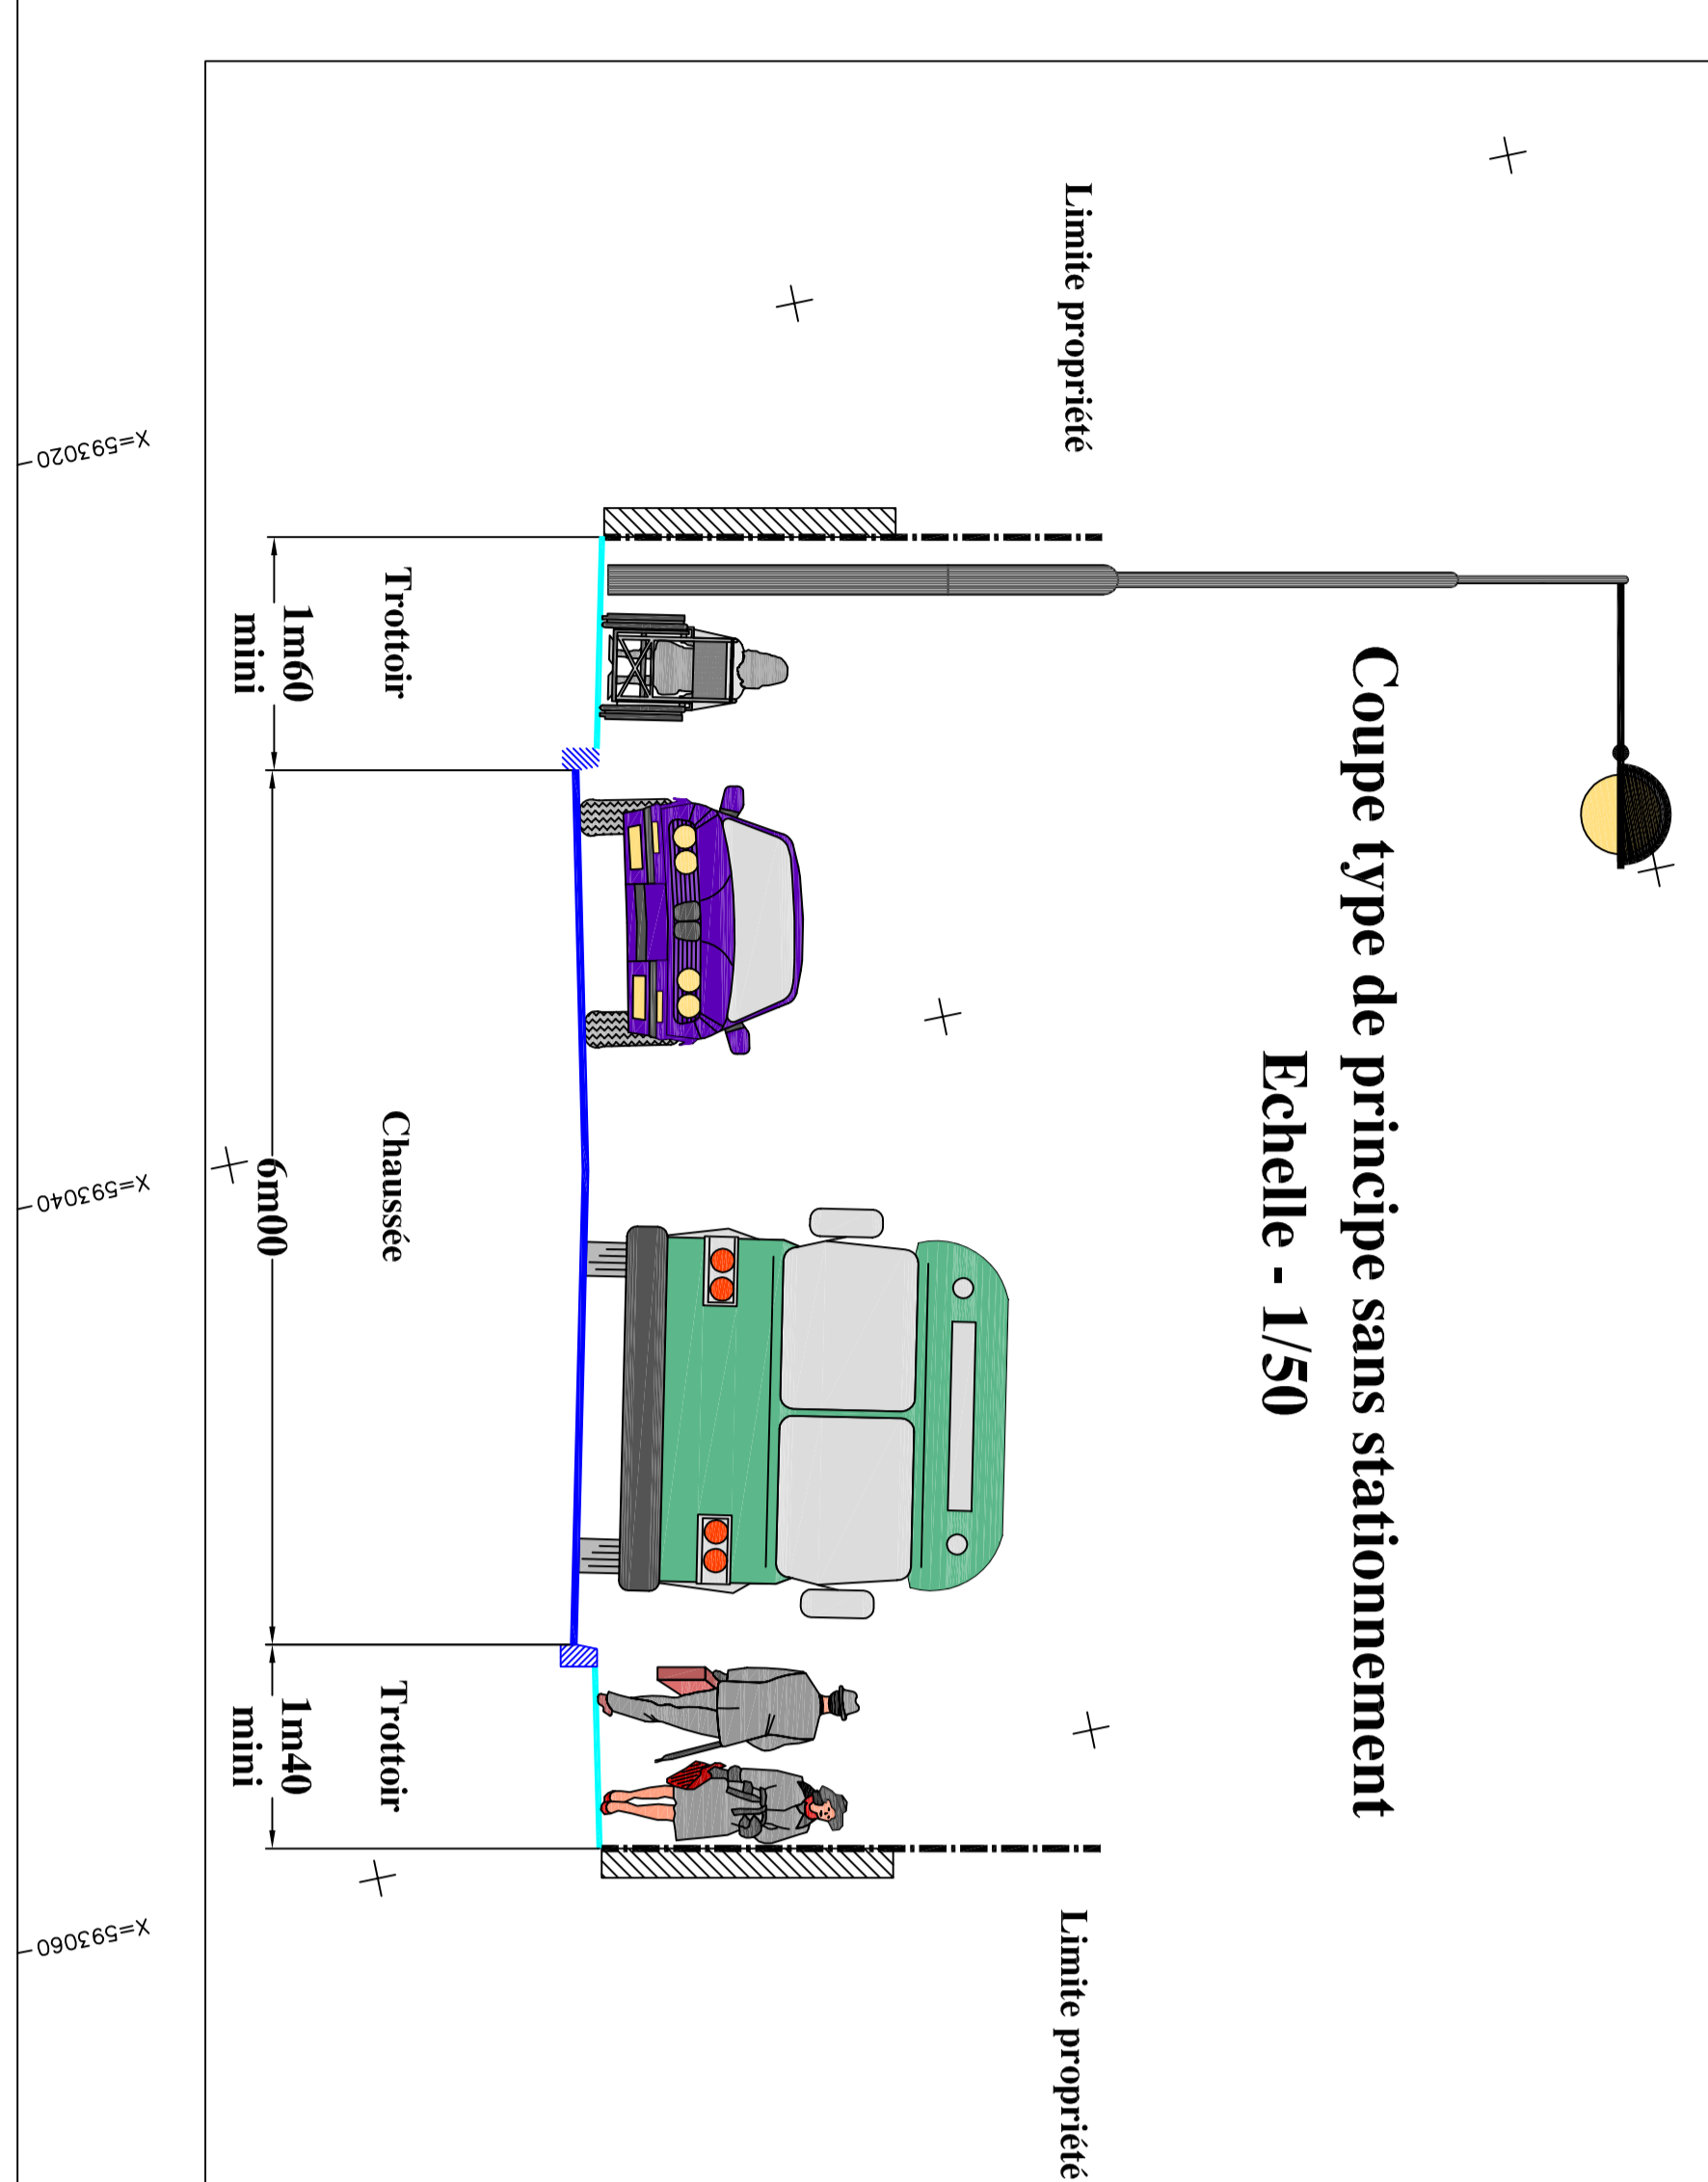 Coupe type de principe sans stationnement
Echelle - 1/50
Limite propriété
Limite propriété
Trottoir
Chaussée
Trottoir
1m60
mini
6m00
1m40
mini
X=593020
X=593040
X=593060